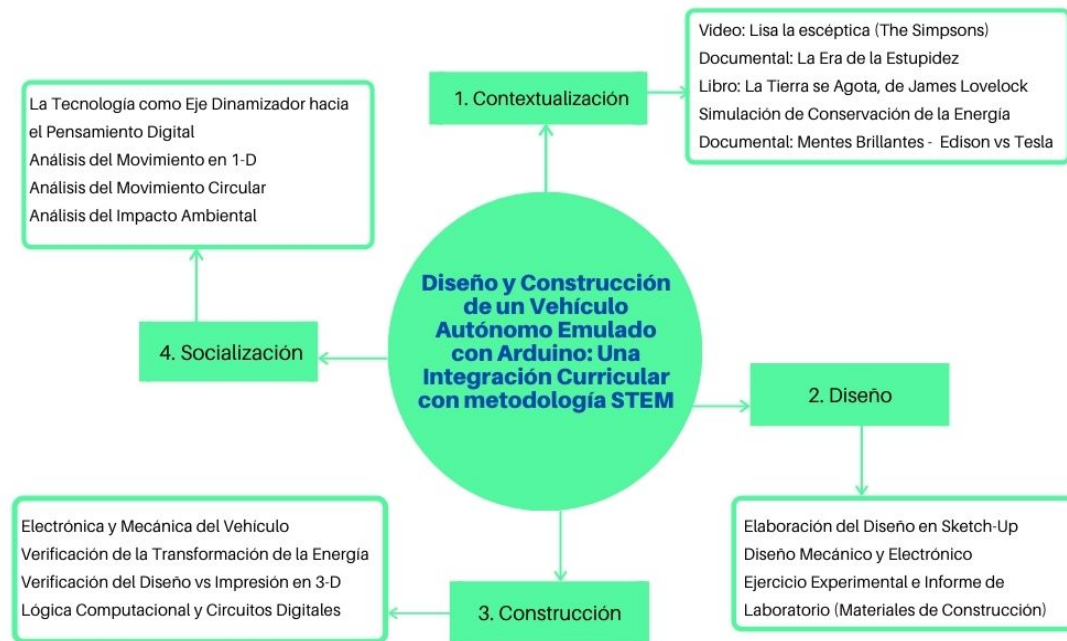 Diseño y Construcción
de un Vehículo
Autónomo Emulado
con Arduino: Una
Integración Curricular
con metodología STEM
1. Contextualización
Video: Lisa la escéptica (The Simpsons)
Documental: La Era de la Estupidez
Libro: La Tierra se Agota, de James Lovelock
Simulación de Conservación de la Energía
Documental: Mentes Brillantes - Edison vs Tesla
2. Diseño
Elaboración del Diseño en Sketch-Up
Diseño Mecánico y Electrónico
Ejercicio Experimental e Informe de
Laboratorio (Materiales de Construcción)
3. Construcción
Electrónica y Mecánica del Vehículo
Verificación de la Transformación de la Energía
Verificación del Diseño vs Impresión en 3-D
Lógica Computacional y Circuitos Digitales
4. Socialización
La Tecnología como Eje Dinamizador hacia
el Pensamiento Digital
Análisis del Movimiento en 1-D
Análisis del Movimiento Circular
Análisis del Impacto Ambiental